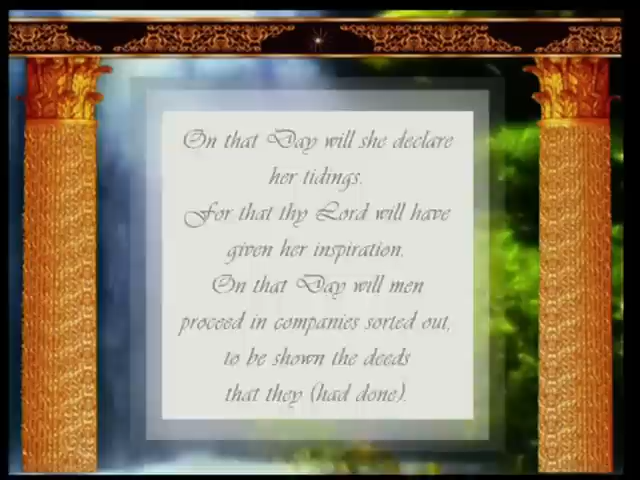 On that Day will she declare
her tidings.
For that thy Lord will have
given her inspiration.
On that Day will men
proceed in companies sorted out,
to be shown the deeds
that they (had done).